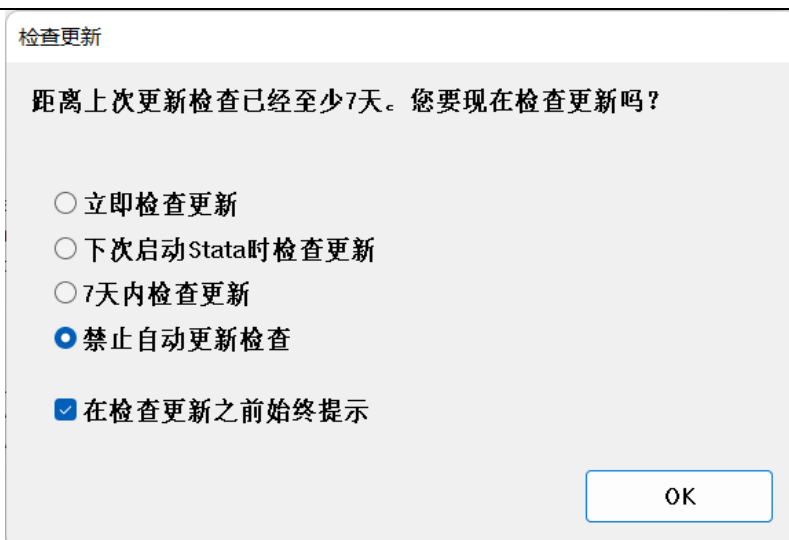 检查更新
距离上次更新检查已经至少7天。您要现在检查更新吗？
立即检查更新
下次启动Stata时检查更新
7天内检查更新
禁止自动更新检查
在检查更新之前始终提示
OK